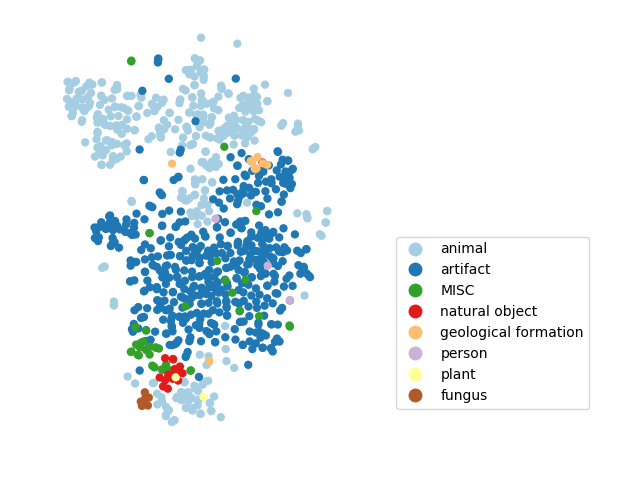 animal
artifact
MISC
natural object
geological formation
person
plant
fungus